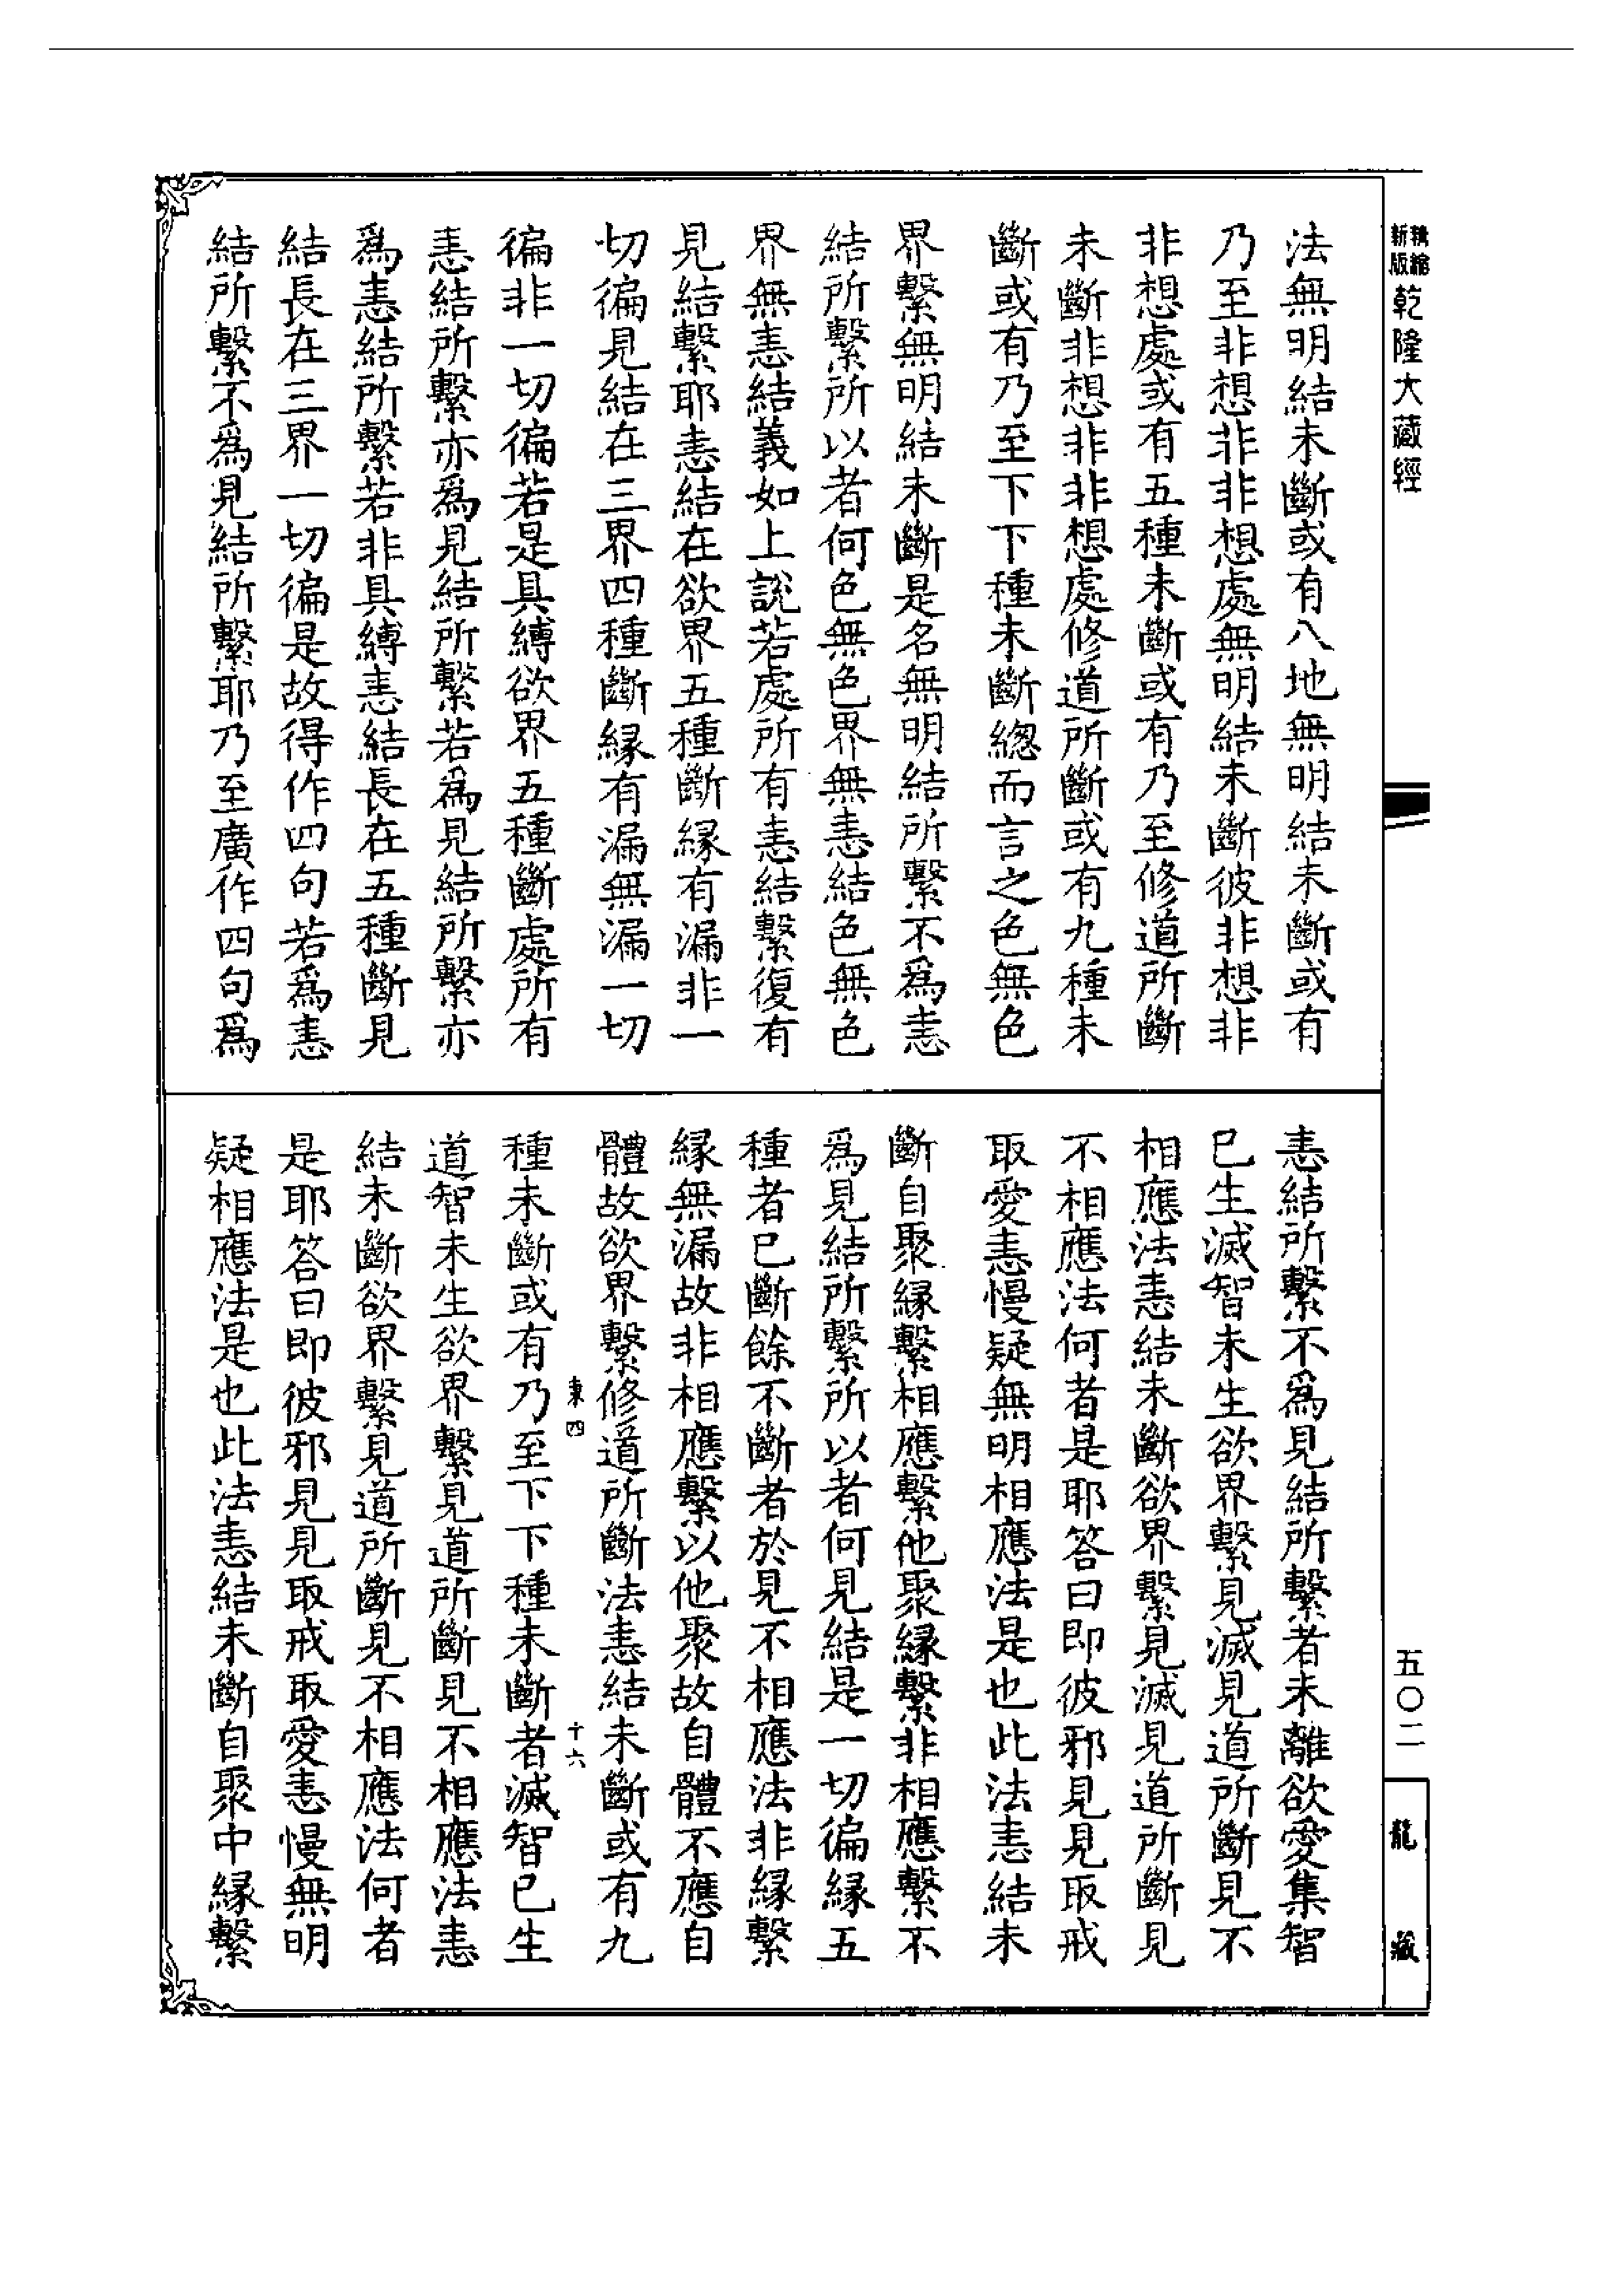 精縮
新版
乾隆大藏經
法無明結未斷或有八地無明結未斷或有
乃至非想非非想處無明結未斷彼非想非
非想處或有五種未斷或有乃至修道所斷
未斷非想非非想處修道所斷或有九種未
斷或有乃至下下種未斷總而言之色無色
界繫無明結未斷是名無明結所繫不為恚
結所繫所以者何色無色界無恚結色無色
界無恚結義如上說若處所有恚結繫復有
見結繫耶恚結在欲界五種斷縁有漏非一
切徧見結在三界四種斷縁有漏無漏一切
徧非一切徧若是具縛欲界五種斷處所有
恚結所繫亦為見結所繫若爲見結所繫亦
爲恚結所繫若非具縛恚結長在五種斷見
結長在三界一切徧是故得作四句若爲恚
結所繫不為見結所繫耶乃至廣作四句爲
恚結所繫不爲見結所繫者未離欲愛集智
已生滅智未生欲界繫見滅見道所斷見不
相應法恚結未斷欲界繫見滅見道所斷見
不相應法何者是耶答曰即彼邪見見取戒
取愛恚慢疑無明相應法是也此法恚結未
斷自聚縁繫相應繫他聚縁繫非相應繫不
為見結所繫所以者何見結是一切徧縁五
種者已斷餘不斷者於見不相應法非縁繫
縁無漏故非相應繫以他聚故自體不應自
體故欲界繫修道所斷法恚結未斷或有九
東四
十六
種未斷或有乃至下下種未斷者滅智已生
道智未生欲界繫見道所斷見不相應法恚
結未斷欲界繫見道所斷見不相應法何者
是耶答曰即彼邪見見取戒取愛恚慢無明
疑相應法是也此法恚結未斷自聚中縁繫
五〇二
龍藏